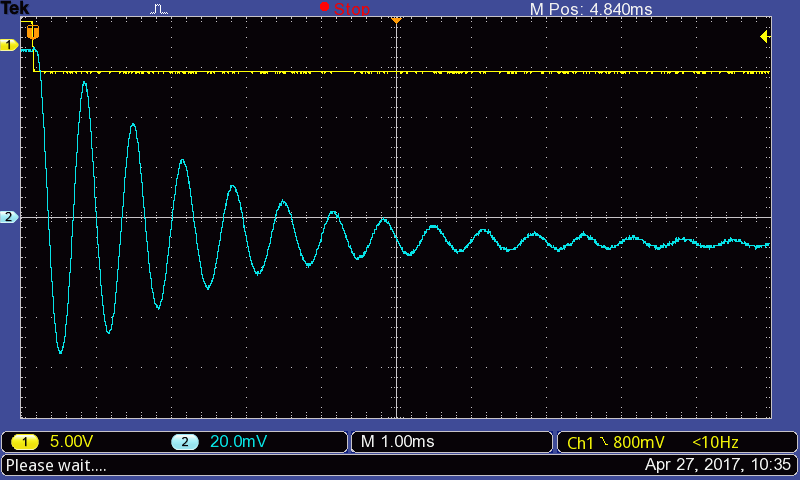 Tek Stop M Pos: 4.840ms
T
1
2
1 5.00V 2 20.0mV M 1.00ms Ch1 800mV <10Hz
Please wait.... Apr 27, 2017, 10:35